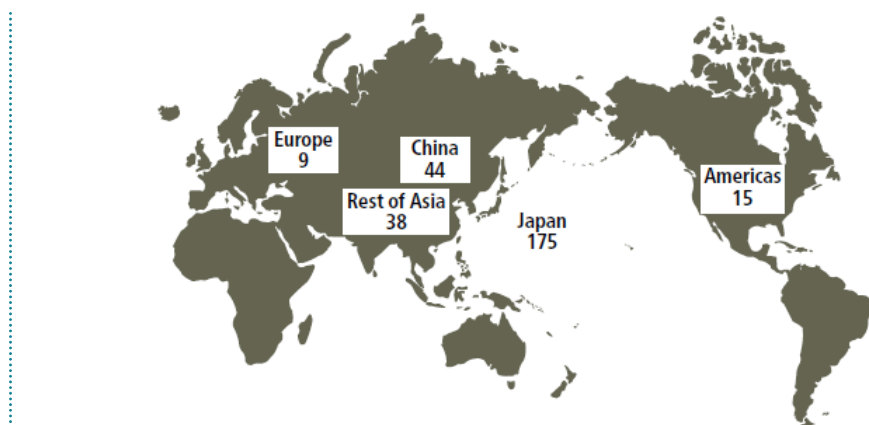 Europe
9
China
44
Rest of Asia
38
Japan
175
Americas
15